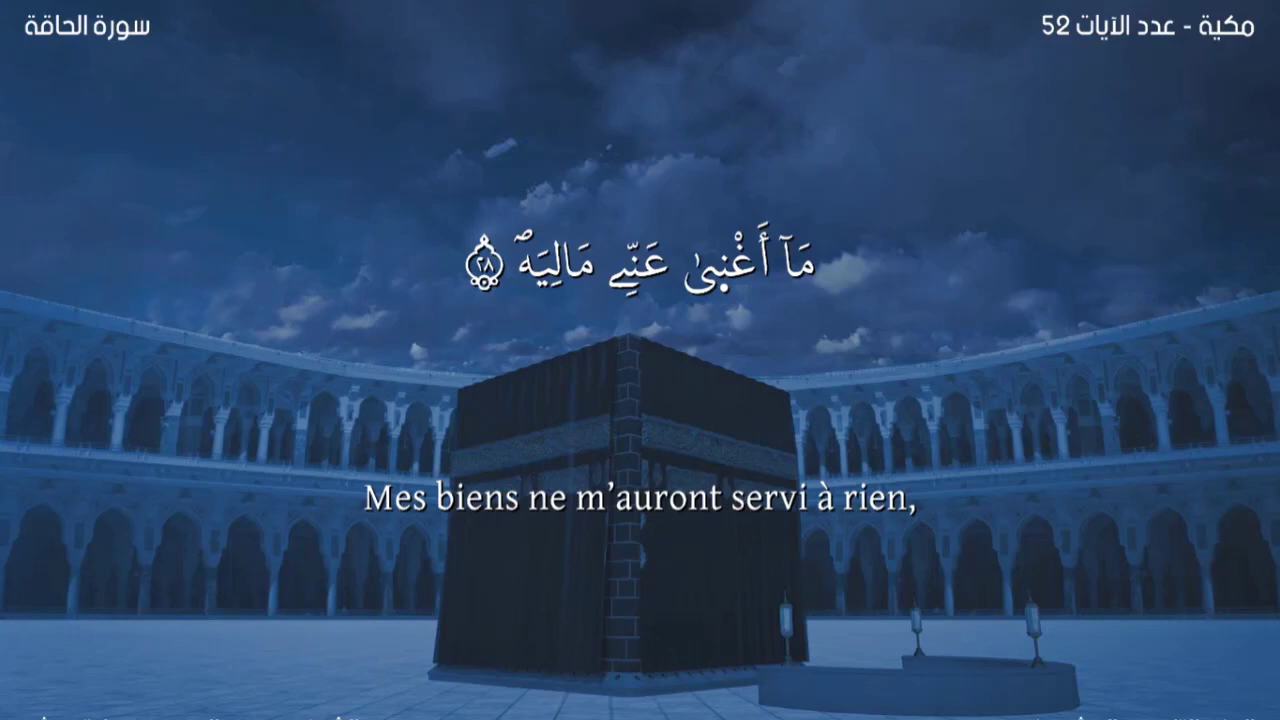 مكية - عدد الآيات 52
سورة الحاقة
مَآ أَغْنٜىٰ عَنِّے مَالِيَهْۖ ۝٢٨
Mes biens ne m’auront servi à rien,